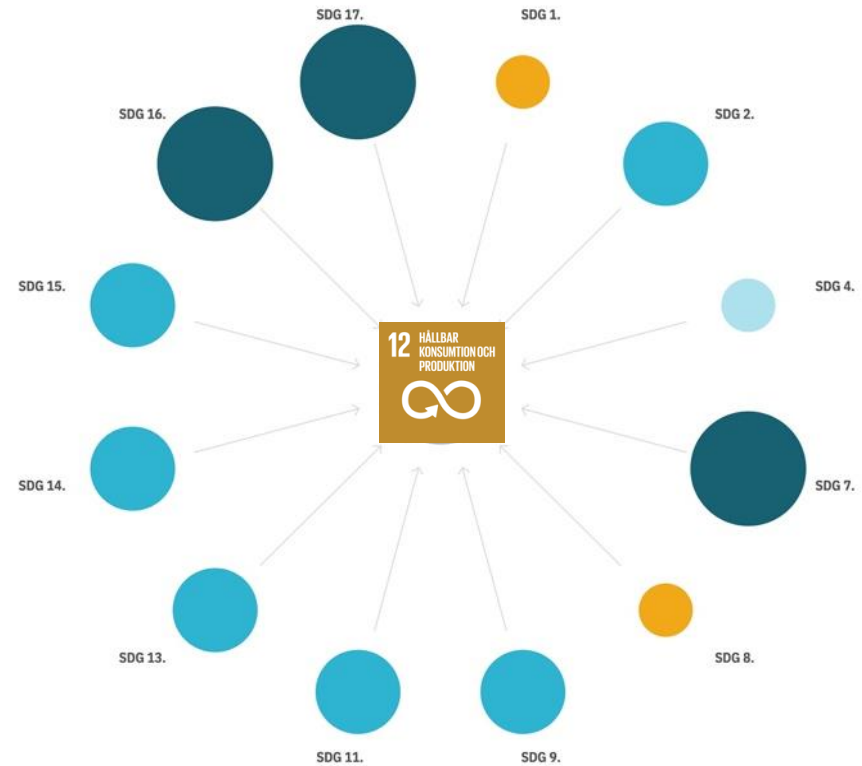 SDG 17.
SDG 1.
SDG 16.
SDG 2.
SDG 15.
SDG 4.
12 HÅLLBAR
KONSUMTION OCH
PRODUKTION
SDG 14.
SDG 7.
SDG 13.
SDG 8.
SDG 11.
SDG 9.